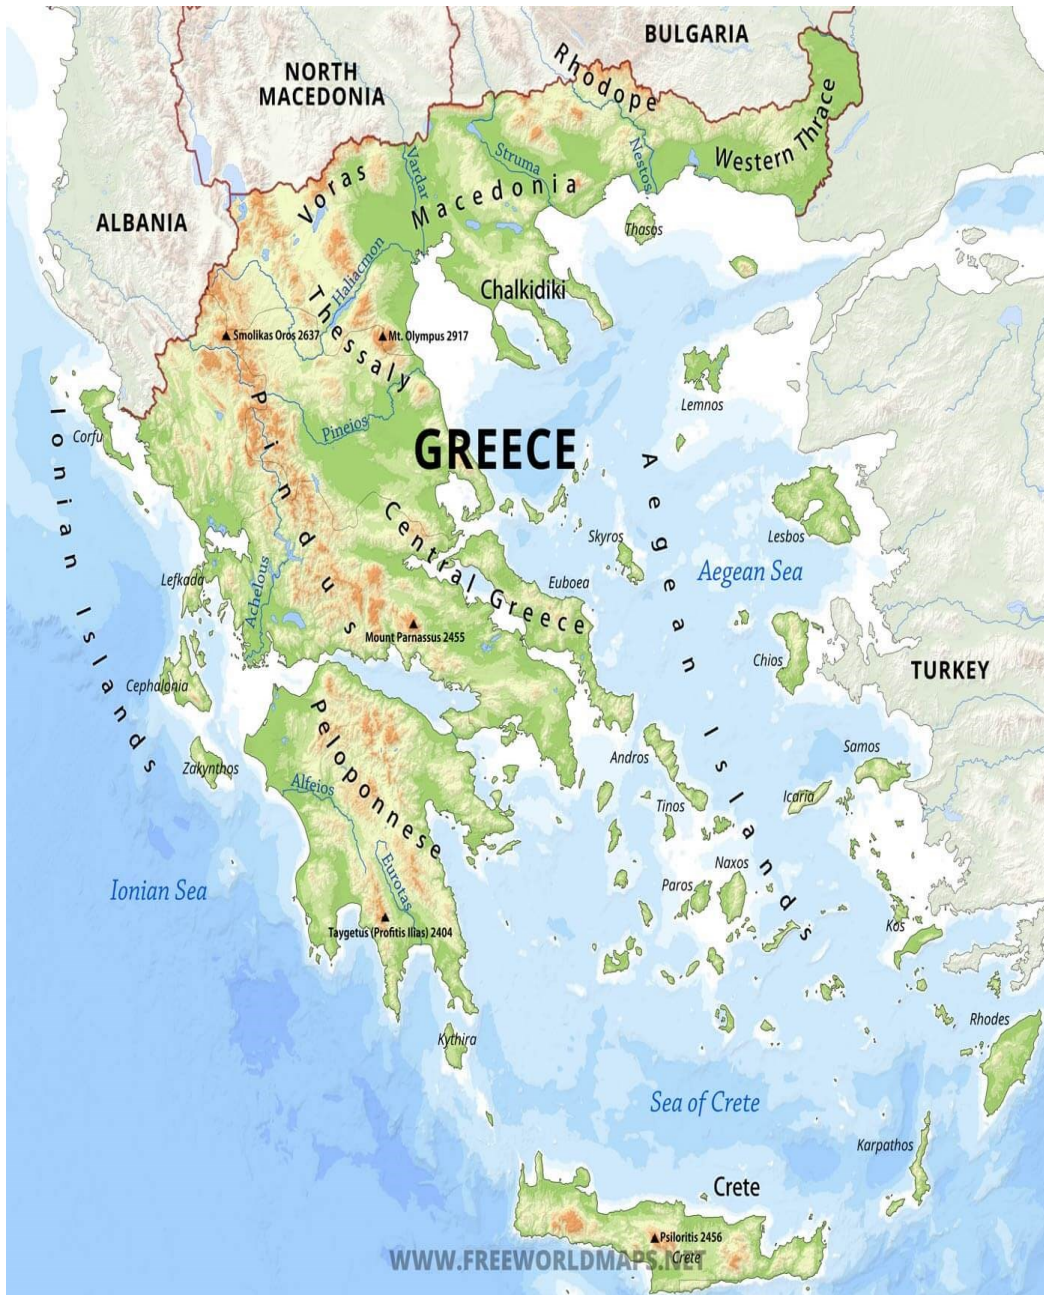 BULGARIA
NORTH
MACEDONIA
Rhodope
Western Thrace
Vardar
Struma
Nestos
Voras
Macedonia
ALBANIA
Thasos
Haliacmon
Chalkidiki
Thessaly
Smolikas Oros 2637
Mt. Olympus 2917
Lemnos
Pindus
Pineios
Corfu
GREECE
Ionian Islands
Aegean Islands
Central Greece
Skyros
Lesbos
Aegean Sea
Lefkada
Achelous
Euboea
Mount Parnassus 2455
Chios
TURKEY
Cephalonia
Peloponnese
Andros
Samos
Zakynthos
Alfeios
Tinos
Icaria
Eurotas
Naxos
Paros
Ionian Sea
Kos
Taygetus (Profitis Ilias) 2404
Rhodes
Kythira
Sea of Crete
Karpathos
Crete
Psiloritis 2456
Crete
WWW.FREEWORLDMAPS.NET